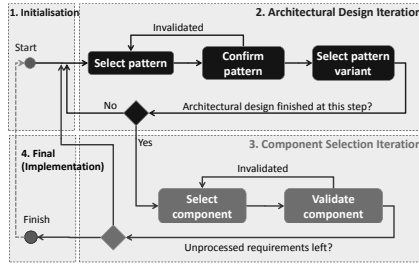 1. Initialisation
2. Architectural Design Iteration
Invalidated
Start
Select pattern
Confirm
pattern
Select pattern
variant
No
Architectural design finished at this step?
Yes
3. Component Selection Iteration
4. Final
(Implementation)
Invalidated
Select
component
Validate
component
Finish
Unprocessed requirements left?